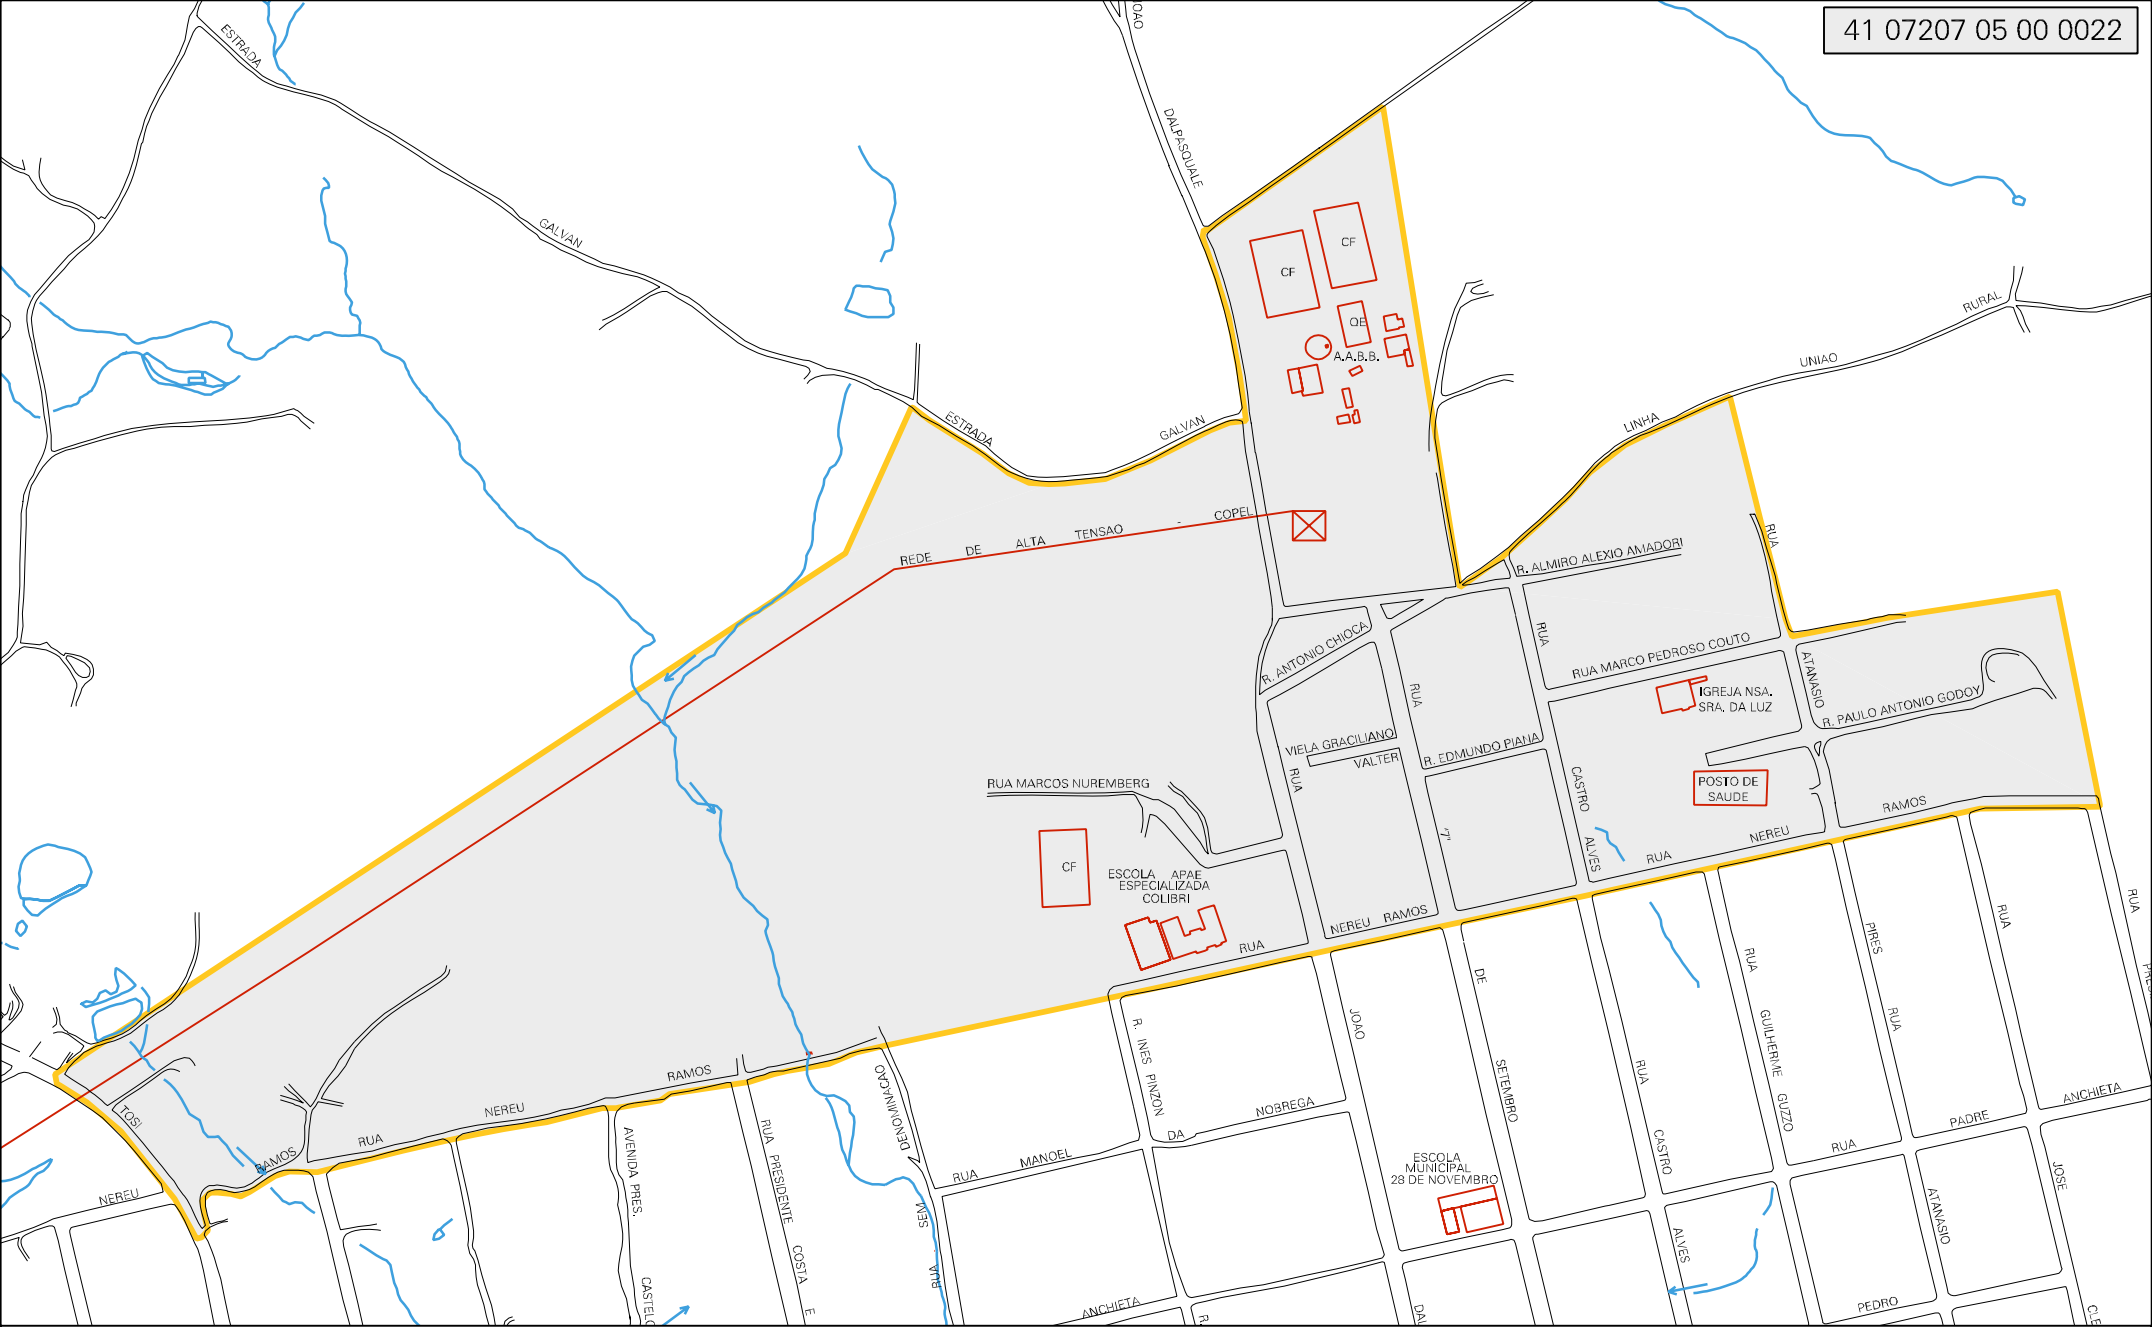 41 07207 05 00 0022
ESTRADA
GALVAN
JOAO
DALPASQUALE
CF
CF
QE
A.A.B.B.
RURAL
UNIAO
LINHA
ESTRADA
GALVAN
REDE DE ALTA TENSAO - COPEL
R. ALMIRO ALEXIO AMADORI
RUA
RUA
R. ANTONIO CHIOCA
RUA MARCO PEDROSO COUTO
ATANASIO
IGREJA NSA.
SRA. DA LUZ
R. PAULO ANTONIO GODOY
RUA
VIELA GRACILIANO
VALTER
R. EDMUNDO PIANA
RUA
CASTRO
ALVES
POSTO DE
SAUDE
"7"
RUA MARCOS NUREMBERG
CF
ESCOLA APAE
ESPECIALIZADA
COLIBRI
RUA
NEREU RAMOS
RUA
NEREU
RAMOS
RUA
RUA
PIRES
RUA
DE
JOAO
R. INES PINZON
RUA
GUILHERME
GUZZO
RUA
SETEMBRO
RUA
CASTRO
ALVES
RAMOS
NEREU
RUA
RAMOS
TOSI
NEREU
AVENIDA PRES.
CASTELO
RUA PRESIDENTE
COSTA E
DENOMINACAO
SEM
RUA
RUA
MANOEL
DA
NOBREGA
ESCOLA
MUNICIPAL
28 DE NOVEMBRO
RUA
PADRE
ANCHIETA
JOSE
ATANASIO
ANCHIETA
R.
DAL
PEDRO
CLE